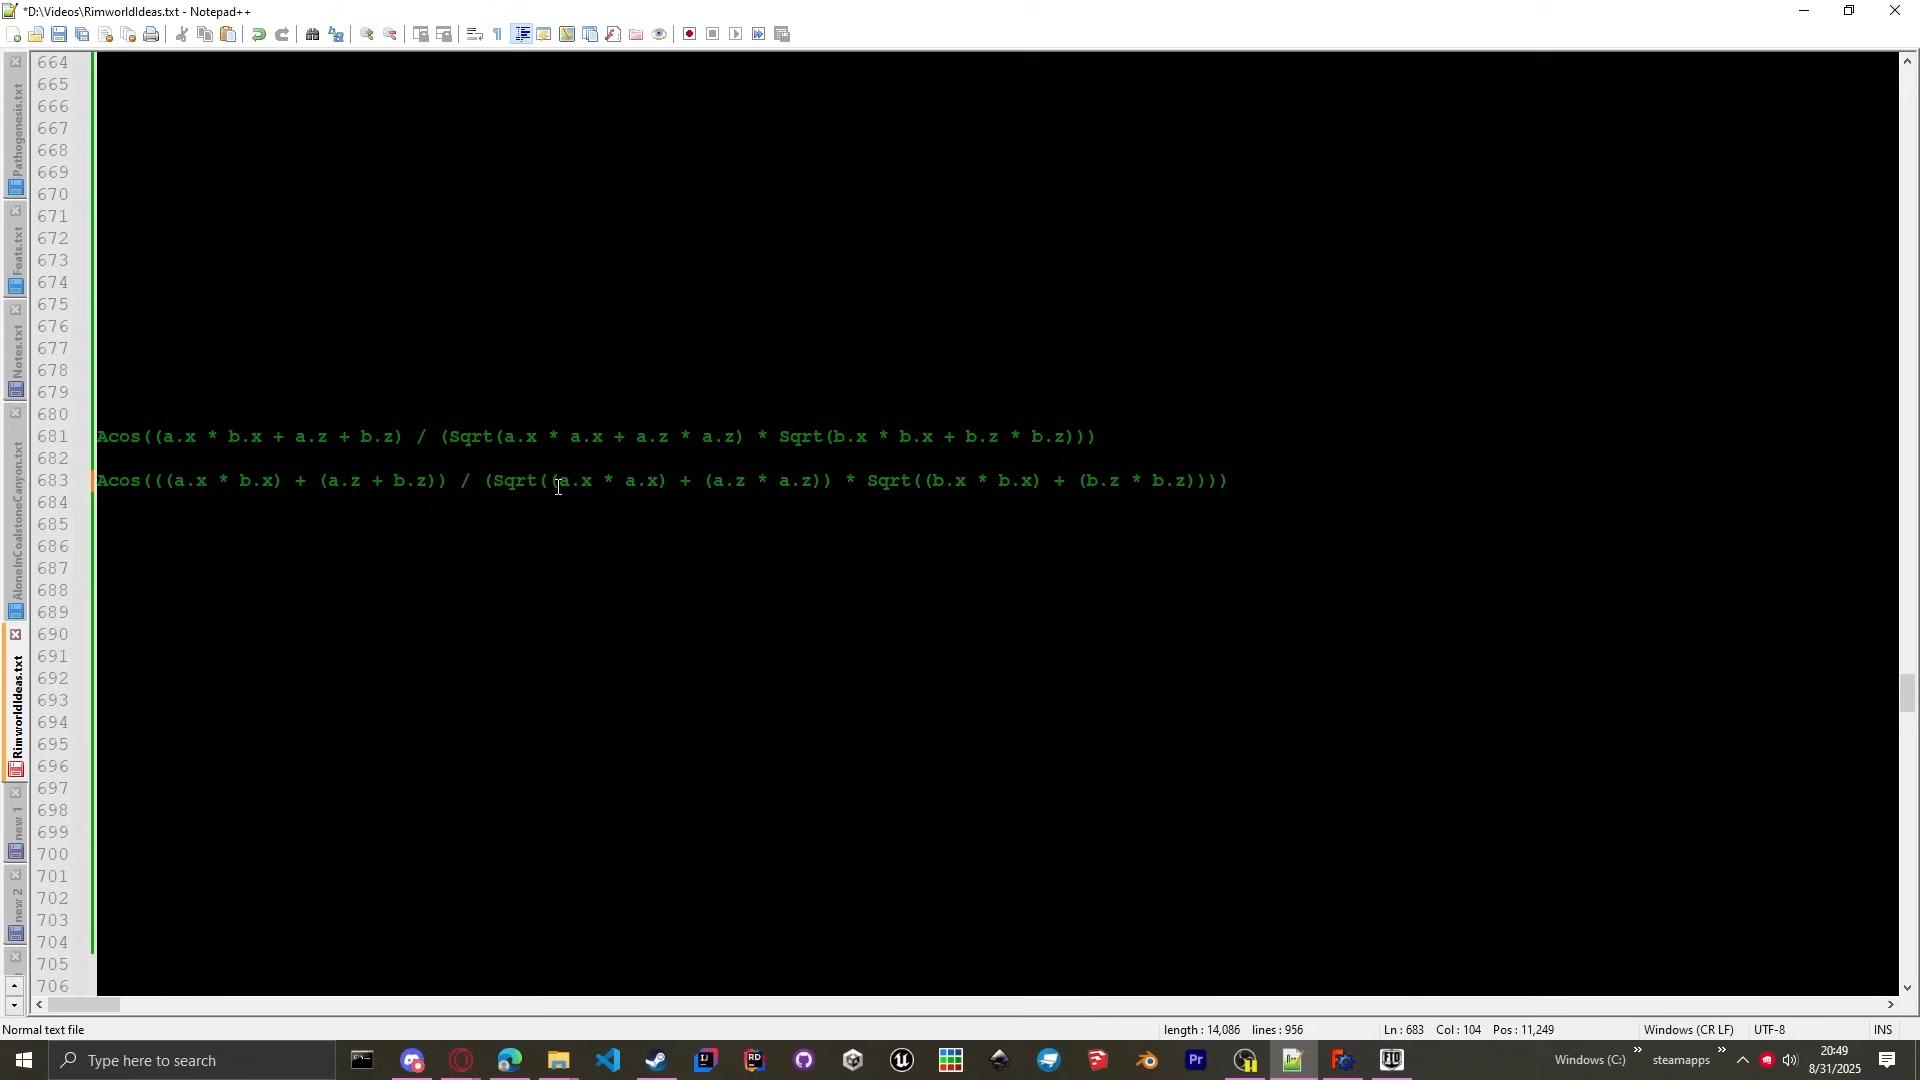 *D:\Videos\RimworldIdeas.txt - Notepad++
664
665
666
667
668
669
670
671
672
673
674
675
676
677
678
679
680
681 Acos((a.x * b.x + a.z + b.z) / (Sqrt(a.x * a.x + a.z * a.z) * Sqrt(b.x * b.x + b.z * b.z)))
682
683 Acos(((a.x * b.x) + (a.z + b.z)) / (Sqrt((a.x * a.x) + (a.z * a.z)) * Sqrt((b.x * b.x) + (b.z * b.z))))
684
685
686
687
688
689
690
691
692
693
694
695
696
697
698
699
700
701
702
703
704
705
706
Pathogenesis.txt
Feats.txt
Notes.txt
AloneInCoalstoneCanyon.txt
RimworldIdeas.txt
new 1
new 2
Normal text file
length : 14,086 lines : 956
Ln : 683 Col : 104 Pos : 11,249
Windows (CR LF)
UTF-8
INS
Type here to search
Windows (C:)
steamapps
20:49
8/31/2025